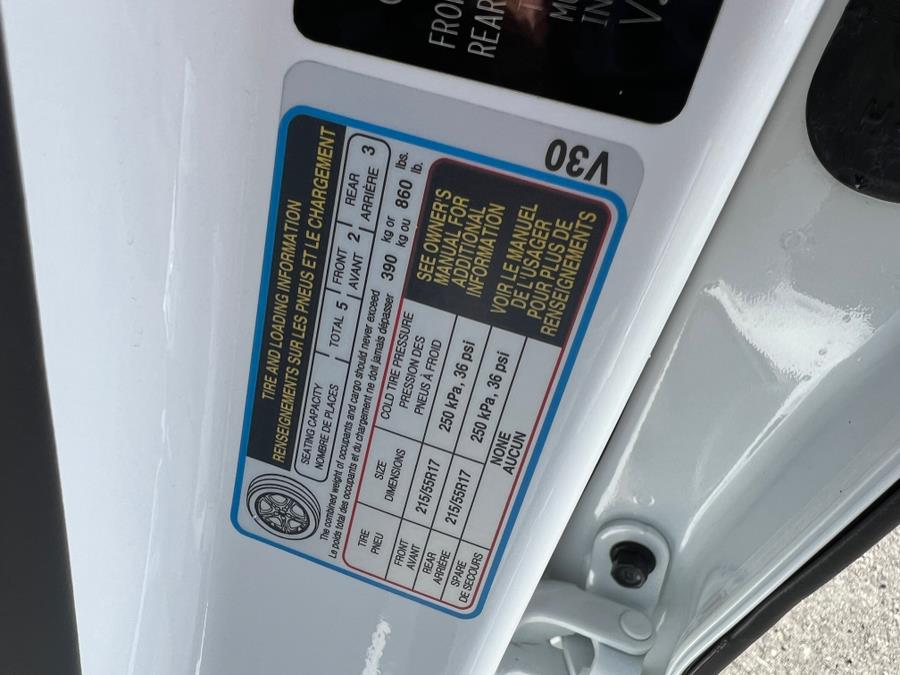 FRO
REAR
V30
TIRE AND LOADING INFORMATION
RENSEIGNEMENTS SUR LES PNEUS ET LE CHARGEMENT
SEATING CAPACITY
NOMBRE DE PLACES
TOTAL 5
FRONT
AVANT
2
REAR
ARRIÈRE
3
The combined weight of occupants and cargo should never exceed 390 kg or 860 lbs.
Le poids total des occupants et du chargement ne doit jamais dépasser kg ou lb.
TIRE
PNEU
SIZE
DIMENSIONS
COLD TIRE PRESSURE
PRESSION DES
PNEUS À FROID
FRONT
AVANT
215/55R17
250 kPa, 36 psi
REAR
ARRIÈRE
215/55R17
250 kPa, 36 psi
SPARE
DE SECOURS
NONE
AUCUN
SEE OWNER'S
MANUAL FOR
ADDITIONAL
INFORMATION
VOIR LE MANUEL
DE L'USAGER
POUR PLUS DE
RENSEIGNEMENTS